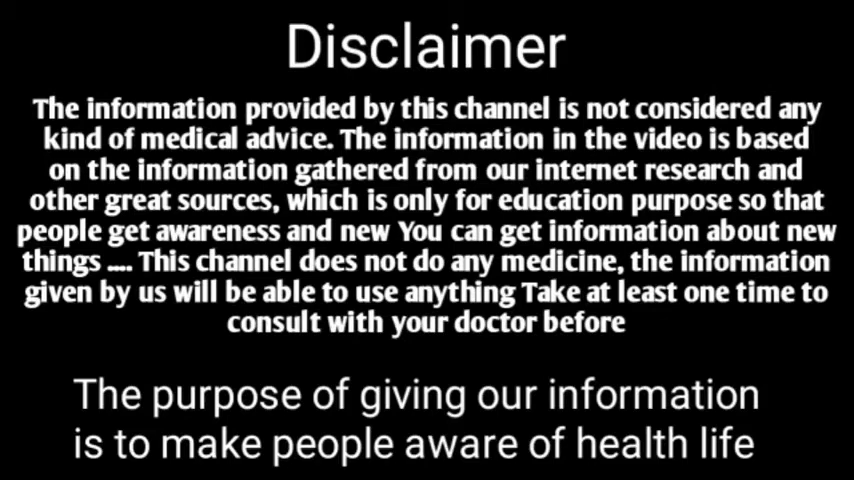 Disclaimer
The information provided by this channel is not considered any
kind of medical advice. The information in the video is based
on the information gathered from our internet research and
other great sources, which is only for education purpose so that
people get awareness and new You can get information about new
things .... This channel does not do any medicine, the information
given by us will be able to use anything Take at least one time to
consult with your doctor before
The purpose of giving our information
is to make people aware of health life